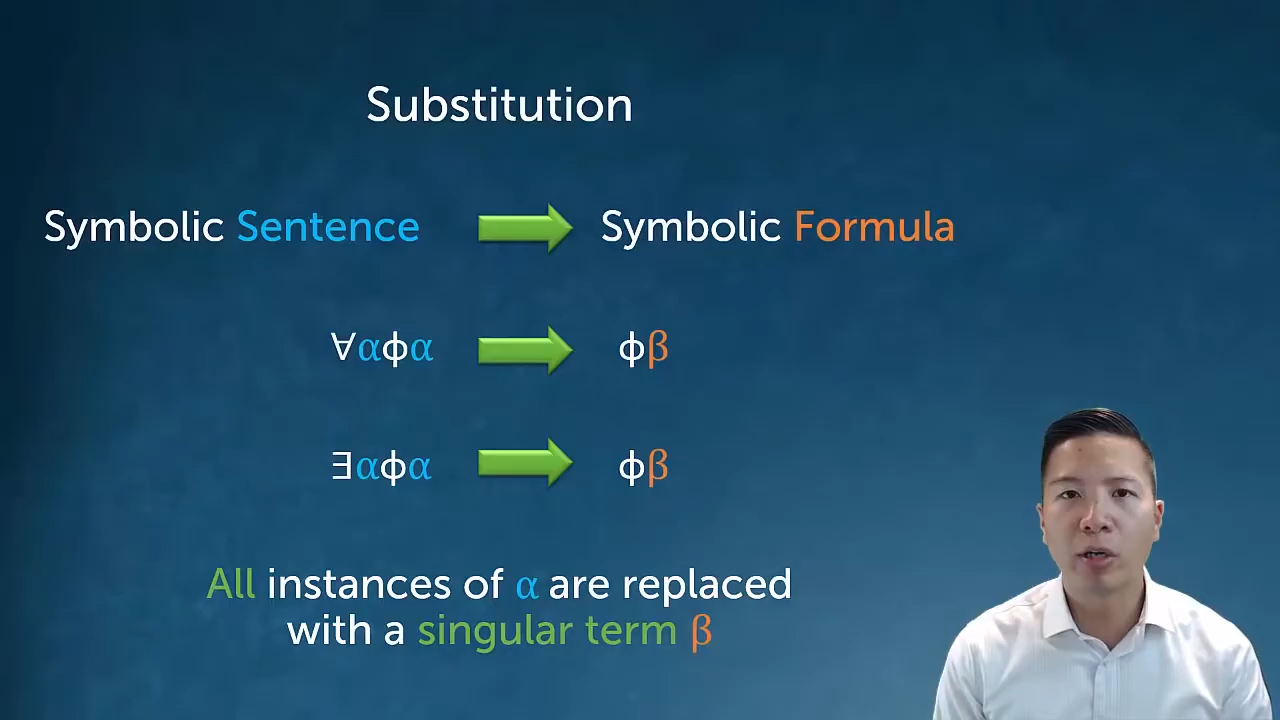 Substitution
Symbolic Sentence Symbolic Formula
∀αϕα ϕβ
∃αϕα ϕβ
All instances of α are replaced
with a singular term β